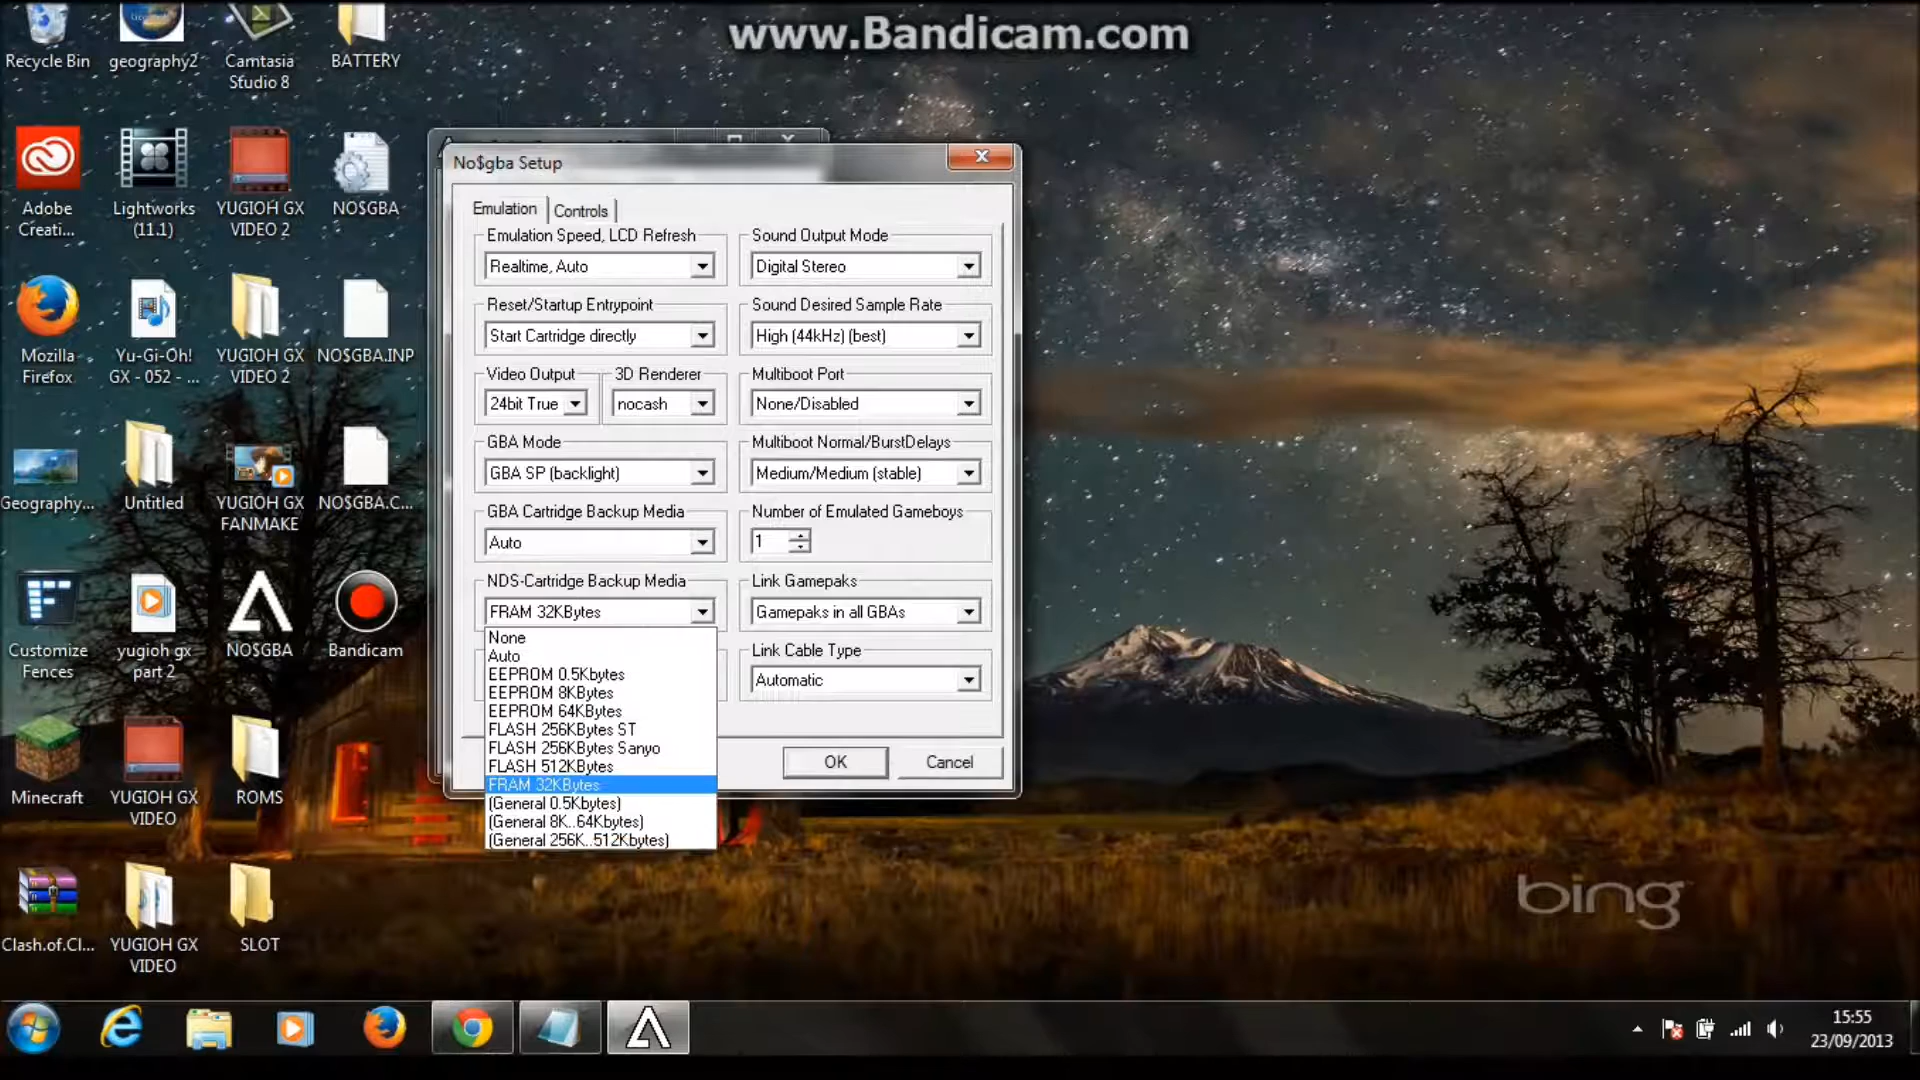 www.Bandicam.com
Recycle Bin
geography2
Camtasia
Studio 8
BATTERY
Adobe
Creati...
Lightworks
(11.1)
YUGIOH GX
VIDEO 2
NO$GBA
Mozilla
Firefox
Yu-Gi-Oh!
GX - 052 - ...
YUGIOH GX
VIDEO 2
NO$GBA.INP
Geography...
Untitled
YUGIOH GX
FANMAKE
NO$GBA.C...
Customize
Fences
yugioh gx
part 2
NO$GBA
Bandicam
Minecraft
YUGIOH GX
VIDEO
ROMS
Clash.of.Cl...
YUGIOH GX
VIDEO
SLOT
No$gba Setup
Emulation
Controls
Emulation Speed, LCD Refresh
Realtime, Auto
Reset/Startup Entrypoint
Start Cartridge directly
Video Output
24bit True
3D Renderer
nocash
GBA Mode
GBA SP (backlight)
GBA Cartridge Backup Media
Auto
NDS-Cartridge Backup Media
FRAM 32KBytes
None
Auto
EEPROM 0.5Kbytes
EEPROM 8KBytes
EEPROM 64KBytes
FLASH 256KBytes ST
FLASH 256KBytes Sanyo
FLASH 512KBytes
FRAM 32KBytes
(General 0.5Kbytes)
(General 8K..64Kbytes)
(General 256K..512Kbytes)
Sound Output Mode
Digital Stereo
Sound Desired Sample Rate
High (44kHz) (best)
Multiboot Port
None/Disabled
Multiboot Normal/BurstDelays
Medium/Medium (stable)
Number of Emulated Gameboys
1
Link Gamepaks
Gamepaks in all GBAs
Link Cable Type
Automatic
OK
Cancel
bing
15:55
23/09/2013